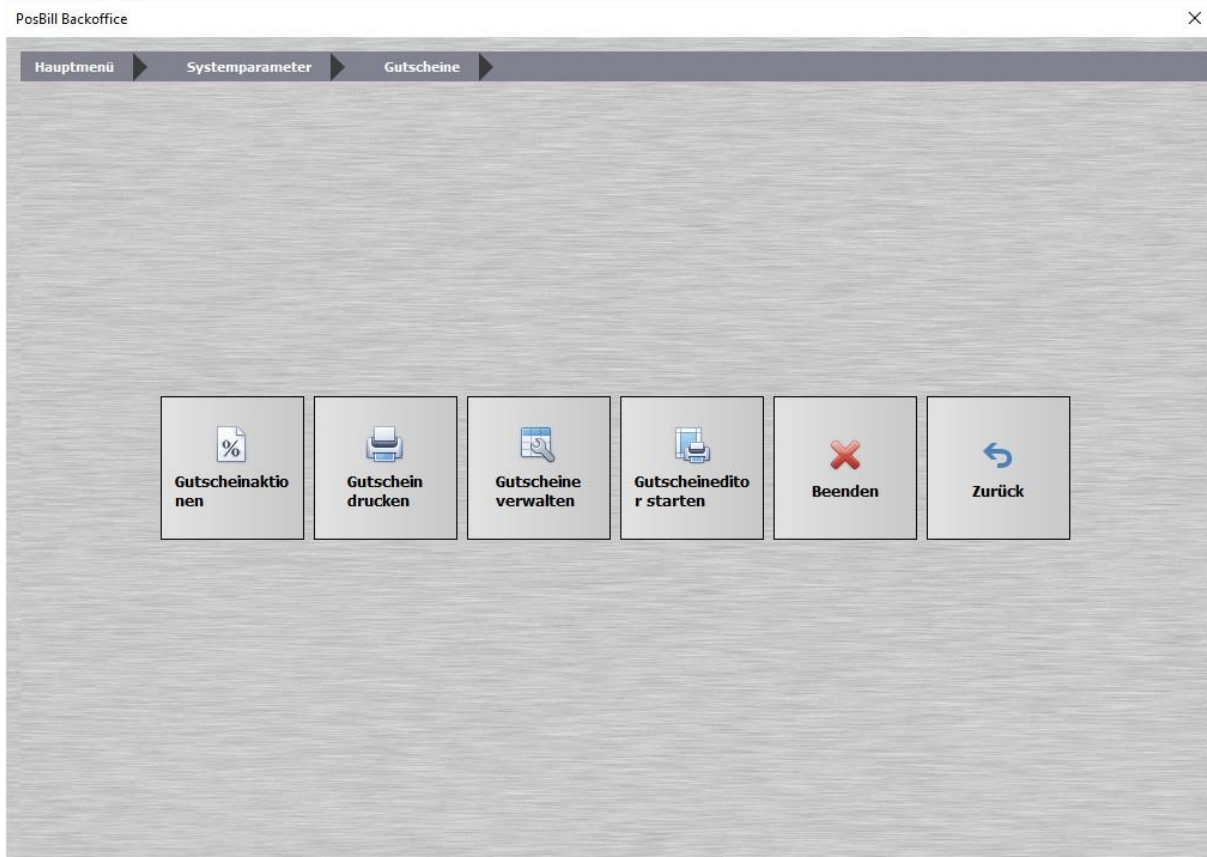 PosBill Backoffice
Hauptmenü Systemparameter Gutscheine
%
Gutscheinaktio
nen
Gutschein
drucken
Gutscheine
verwalten
Gutscheinedito
r starten
Beenden
Zurück